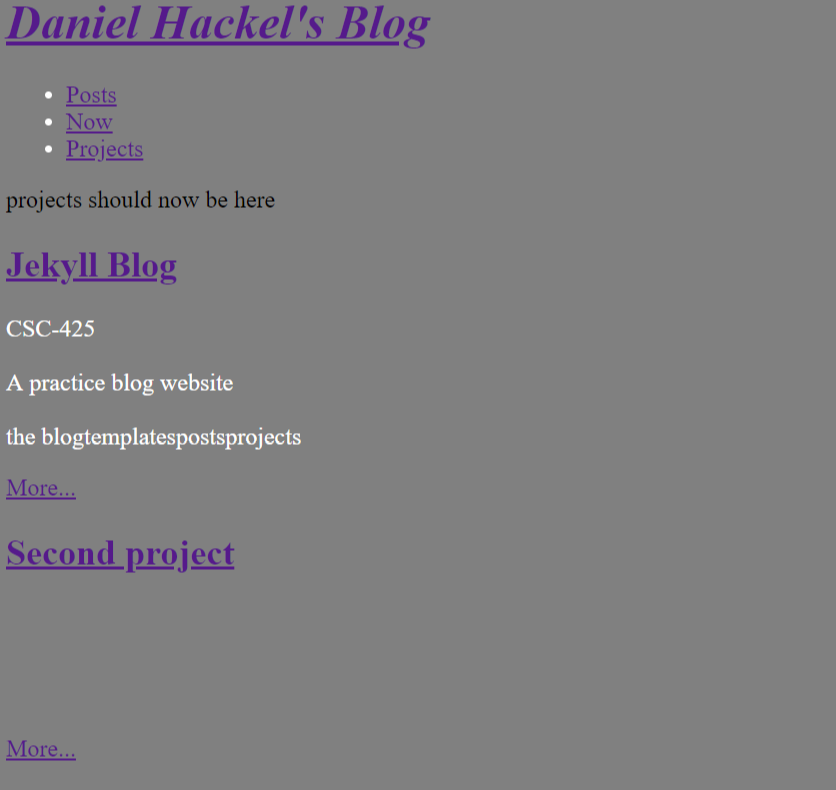 Daniel Hackel's Blog
Posts
Now
Projects
projects should now be here
Jekyll Blog
CSC-425
A practice blog website
the blogtemplatespostsprojects
More...
Second project
More...